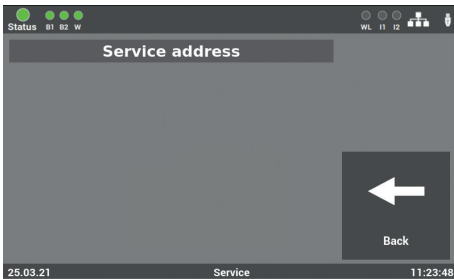 Status B1 B2 W WL I1 I2
Service address
Back
25.03.21 Service 11:23:48